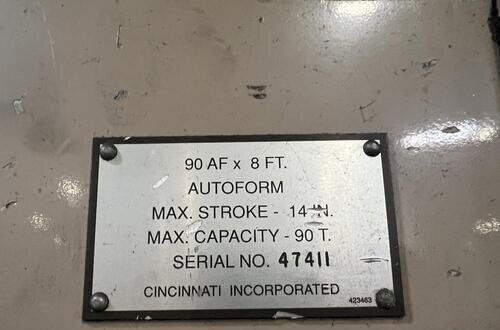 90 AF x 8 FT.
AUTOFORM
MAX. STROKE - 14 IN.
MAX. CAPACITY - 90 T.
SERIAL NO. 47411
CINCINNATI INCORPORATED
423463